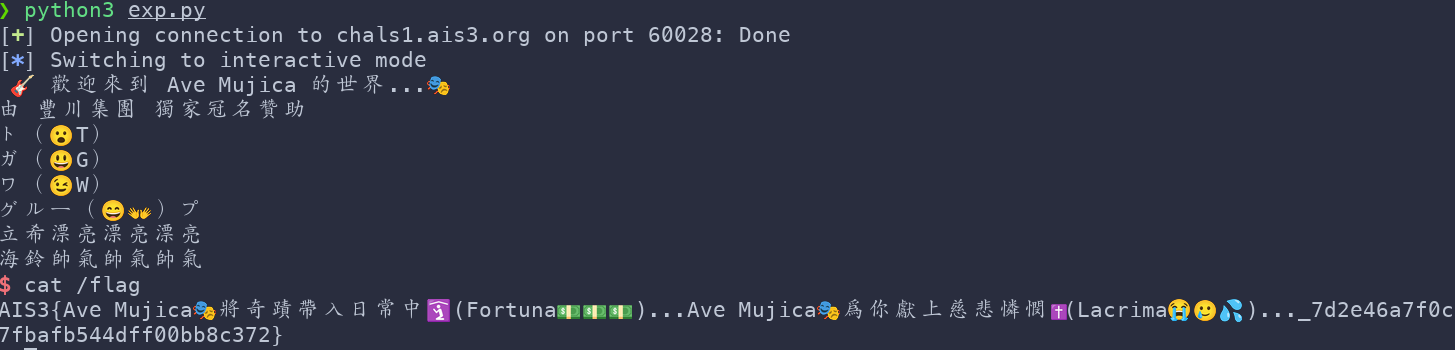 ❯ python3 exp.py
[+] Opening connection to chals1.ais3.org on port 60028: Done
[*] Switching to interactive mode
🎸 歡迎來到 Ave Mujica 的世界...🎭
由 豐川集團 獨家冠名贊助
ト（😮T）
ガ（😃G）
ワ（😉W）
グルー（😄👐）プ
立希漂亮漂亮漂亮
海鈴帥氣帥氣帥氣
$ cat /flag
AIS3{Ave Mujica🎭將奇蹟帶入日常中🛐(Fortuna💵💵💵)...Ave Mujica🎭爲你獻上慈悲憐憫✝️(Lacrima😭🥲💦)..._7d2e46a7f0c
7fbafb544dff00bb8c372}